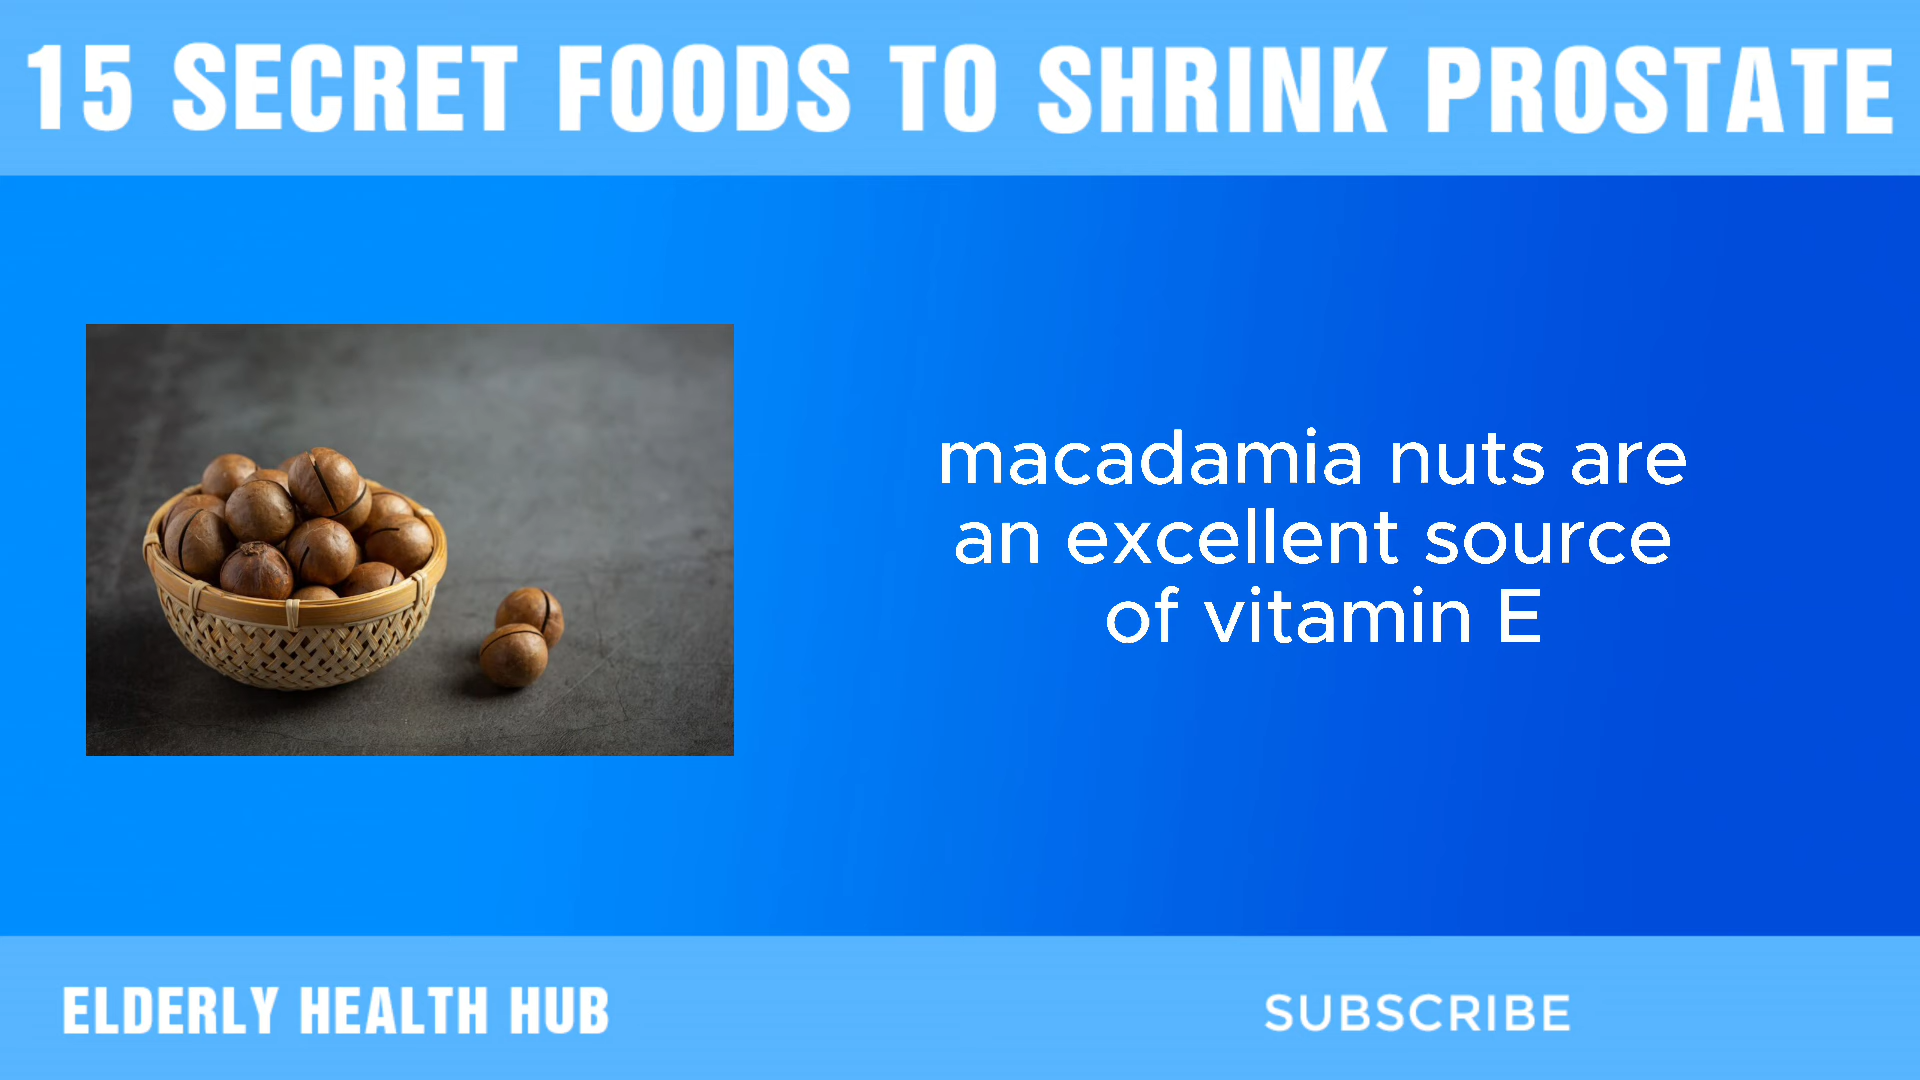 15 SECRET FOODS TO SHRINK PROSTATE
macadamia nuts are
an excellent source
of vitamin E
ELDERLY HEALTH HUB
SUBSCRIBE